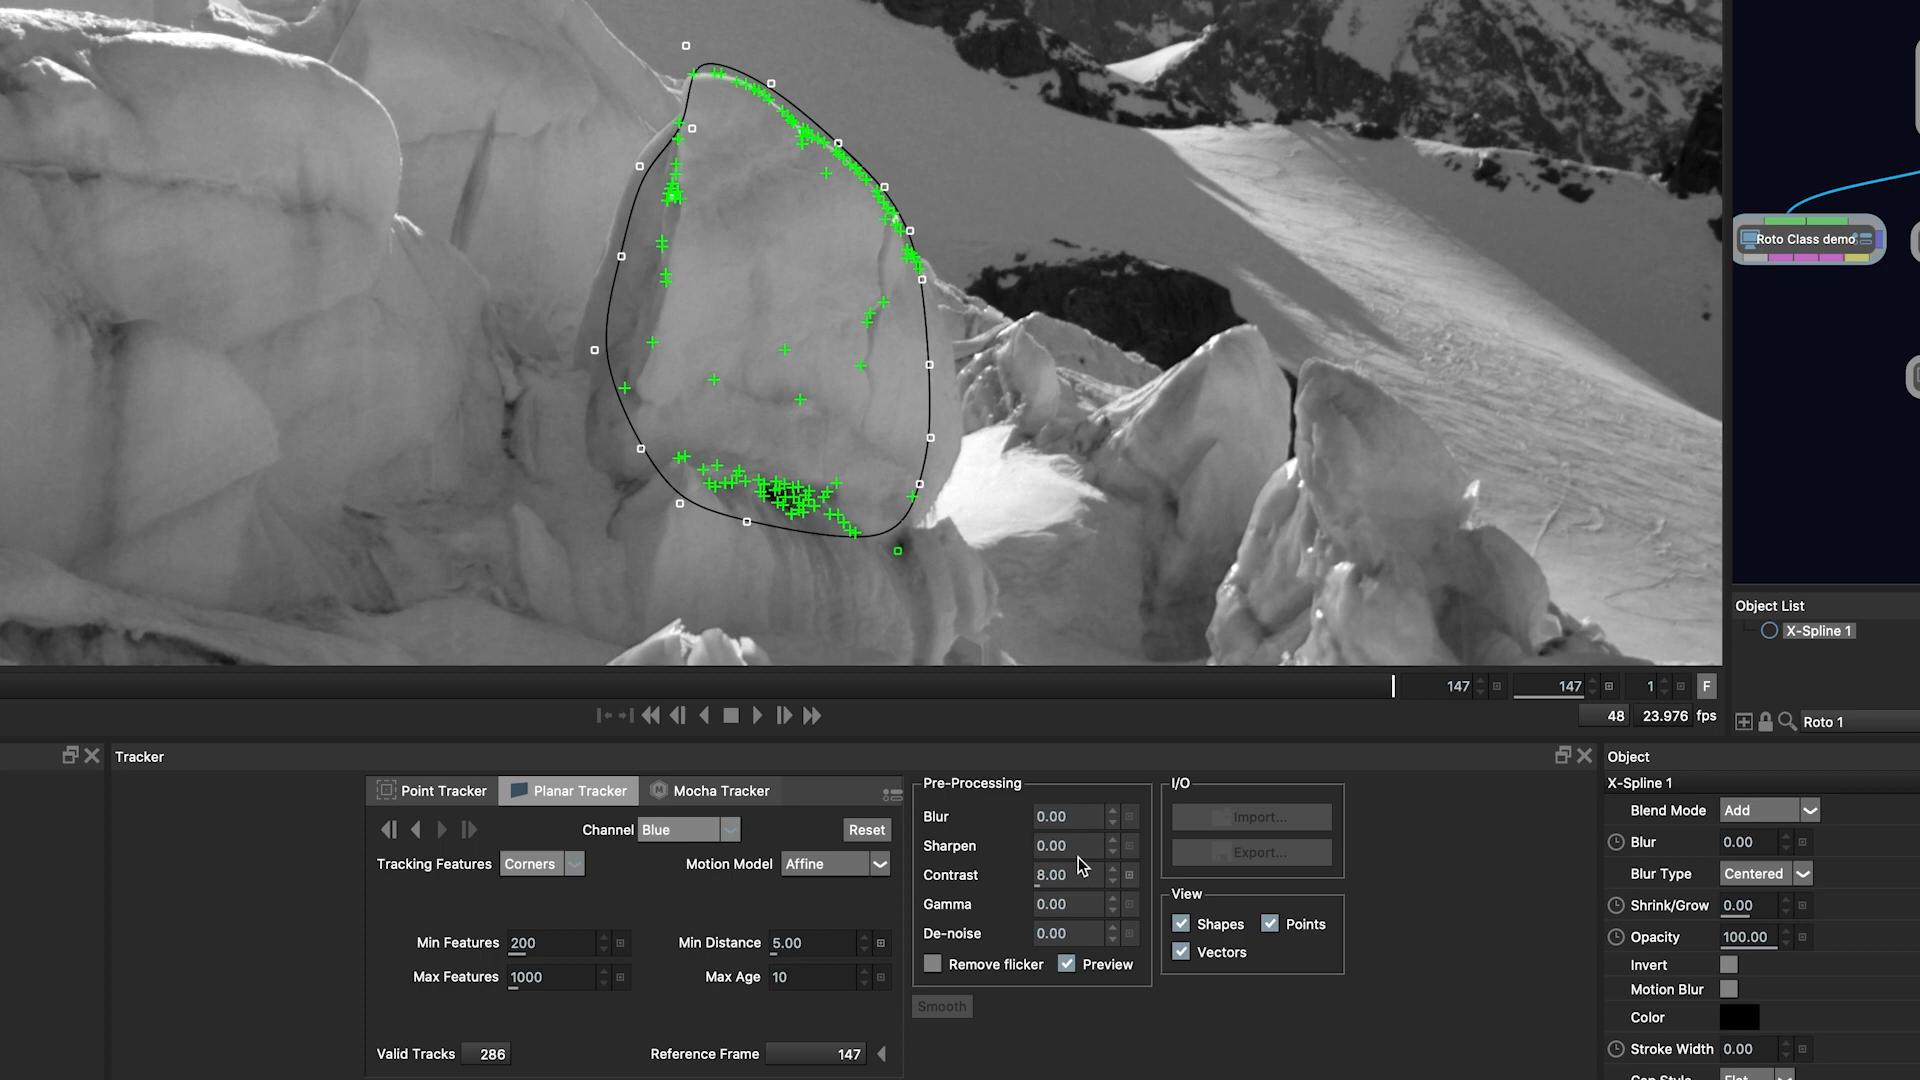 Roto Class demo
Object List
X-Spline 1
147 147 1 F
48 23.976 fps
Roto 1
Tracker
Object
Point Tracker Planar Tracker Mocha Tracker
Channel Blue Reset
Tracking Features Corners Motion Model Affine
Min Features 200 Min Distance 5.00
Max Features 1000 Max Age 10
Valid Tracks 286 Reference Frame 147
Pre-Processing
Blur 0.00
Sharpen 0.00
Contrast 8.00
Gamma 0.00
De-noise 0.00
Remove flicker Preview
Smooth
I/O
Import...
Export...
View
Shapes Points
Vectors
X-Spline 1
Blend Mode Add
Blur 0.00
Blur Type Centered
Shrink/Grow 0.00
Opacity 100.00
Invert
Motion Blur
Color
Stroke Width 0.00